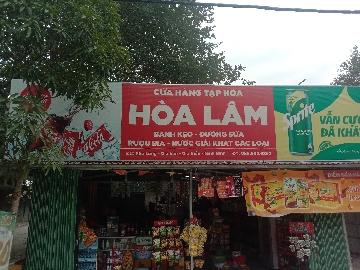 CỬA HÀNG TẠP HÓA
HÒA LÂM
BÁNH KẸO - ĐƯỜNG SỮA
RƯỢU BIA - NƯỚC GIẢI KHÁT CÁC LOẠI
Coca-Cola
Sprite
VẪN CỰC
ĐÃ KHÁT